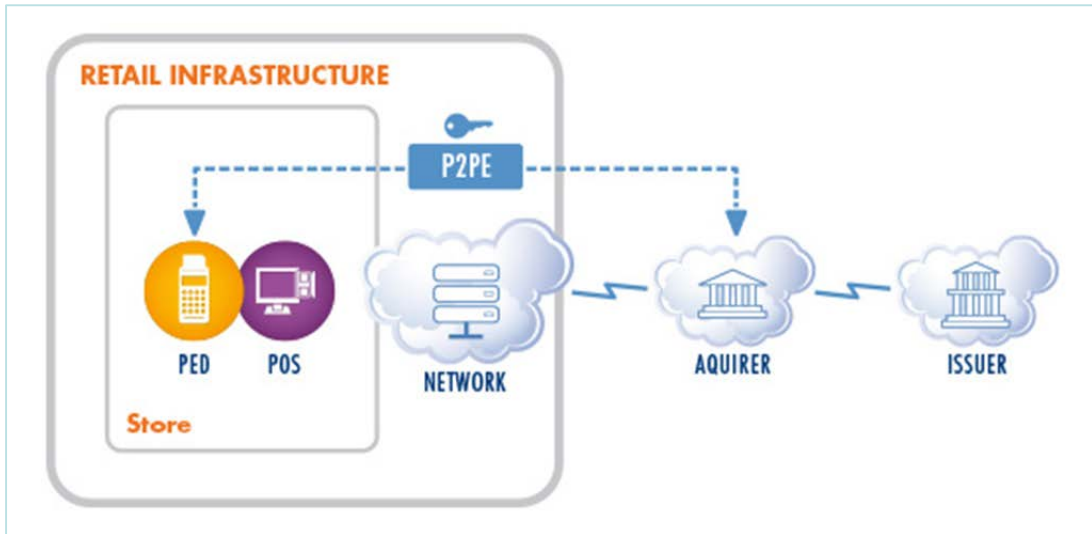 RETAIL INFRASTRUCTURE
P2PE
PED
POS
NETWORK
AQUIRER
ISSUER
Store